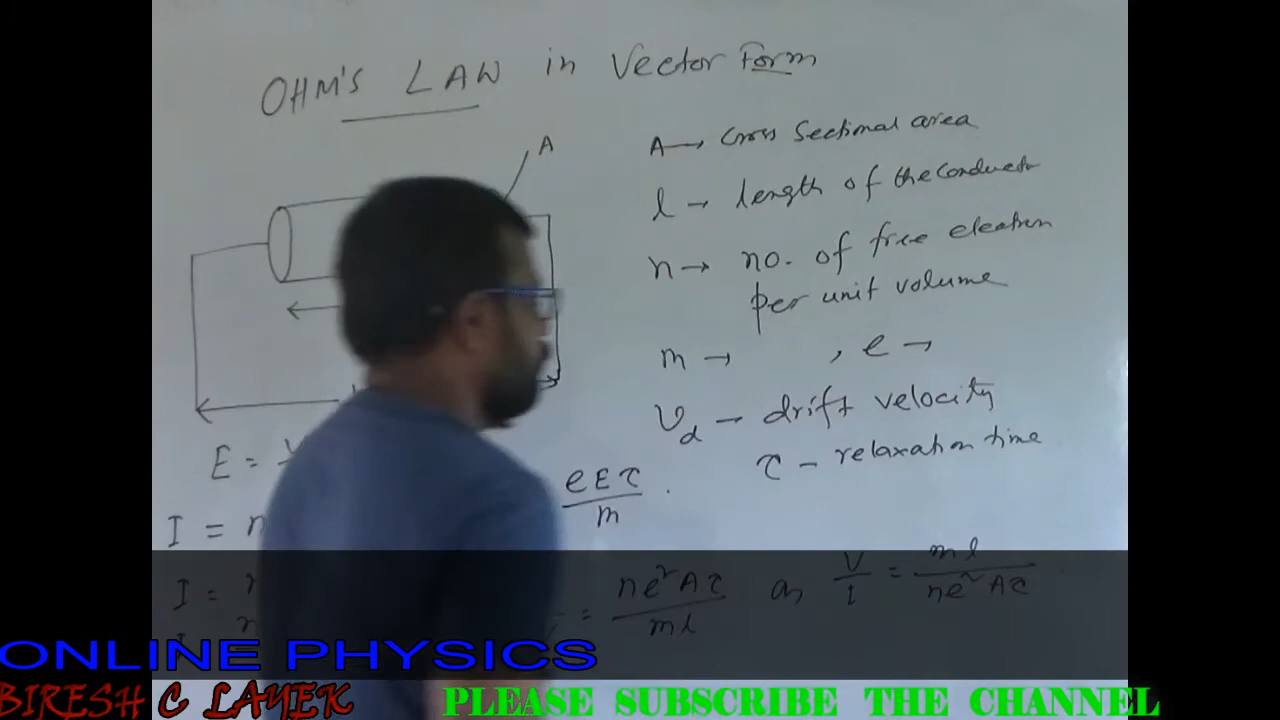 OHM'S LAW in Vector Form
A
A → Cross Sectional area
l → length of the Conductor
n → no. of free electron
per unit volume
m → , e →
V_d → drift velocity
τ − relaxation time
E = V
eEτ/m .
I = n
I = n
= ne²Aτ/ml or V/I = ml/ne²Aτ
I n
ONLINE PHYSICS
BIRESH C LAYEK
PLEASE SUBSCRIBE THE CHANNEL